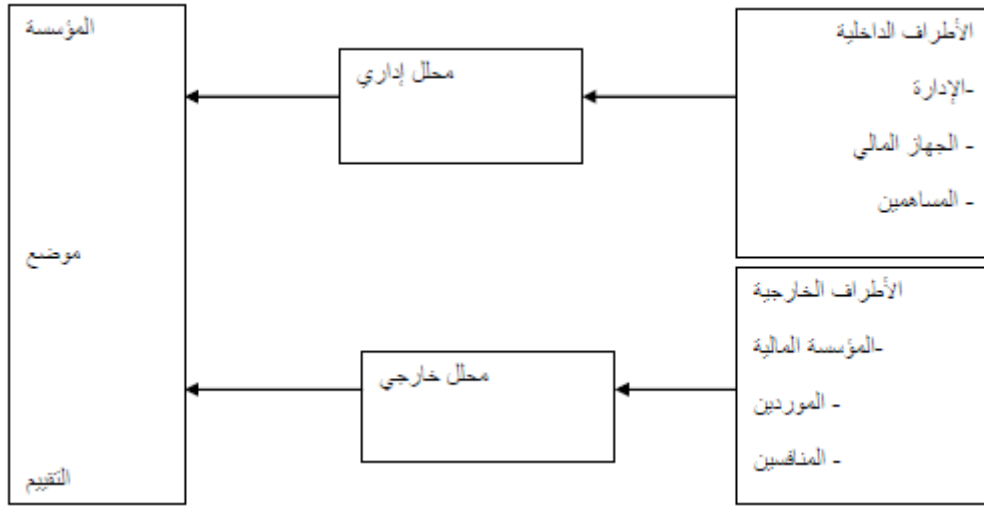 الأطراف الداخلية
-الإدارة
- الجهاز المالي
- المساهمين
محلل إداري
المؤسسة
موضع
التقييم
الأطراف الخارجية
-المؤسسة المالية
- الموردين
- المنافسين
محلل خارجي